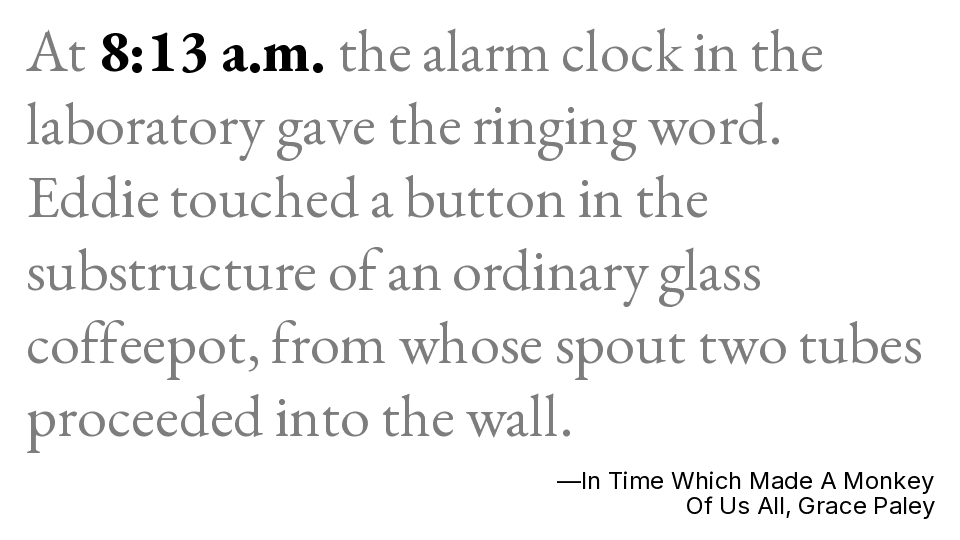 At 8:13 a.m. the alarm clock in the
laboratory gave the ringing word.
Eddie touched a button in the
substructure of an ordinary glass
coffeepot, from whose spout two tubes
proceeded into the wall.
—In Time Which Made A Monkey
Of Us All, Grace Paley